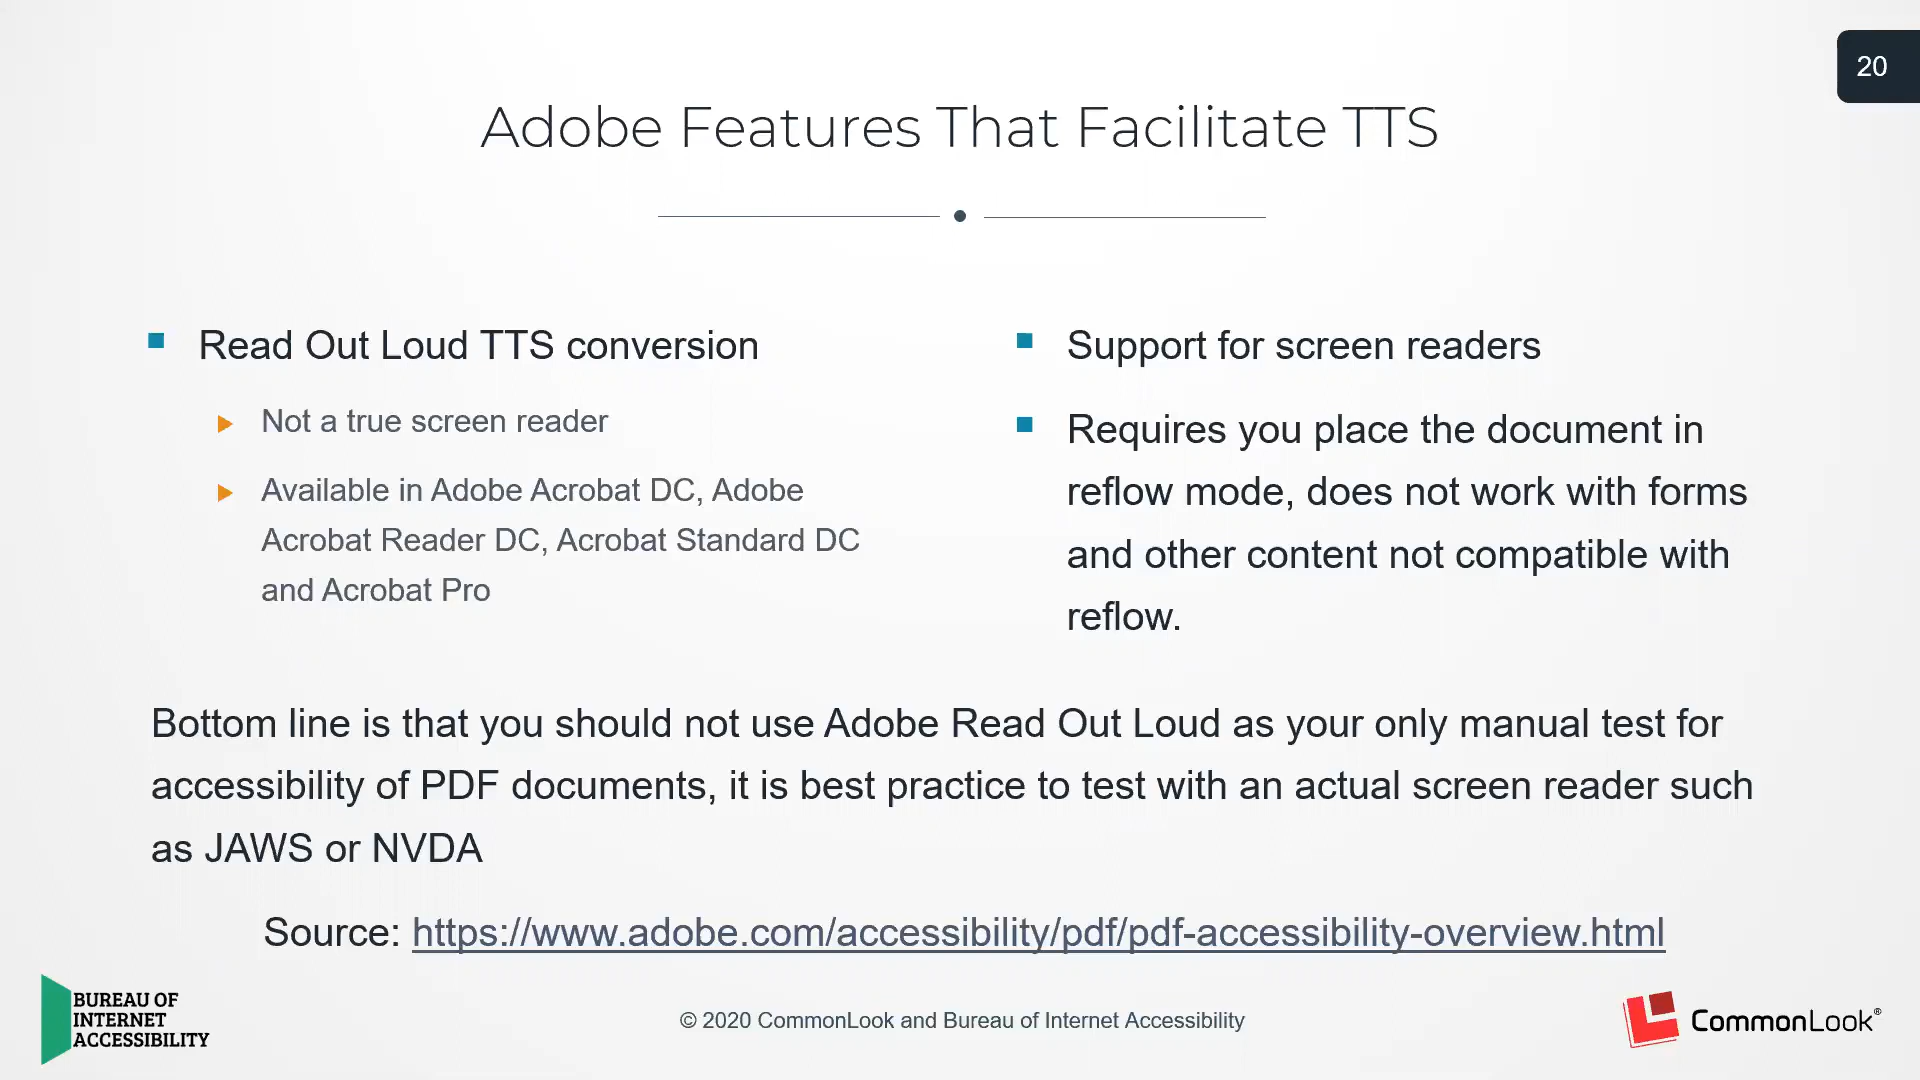 20
Adobe Features That Facilitate TTS
Read Out Loud TTS conversion
Not a true screen reader
Available in Adobe Acrobat DC, Adobe
Acrobat Reader DC, Acrobat Standard DC
and Acrobat Pro
Support for screen readers
Requires you place the document in
reflow mode, does not work with forms
and other content not compatible with
reflow.
Bottom line is that you should not use Adobe Read Out Loud as your only manual test for
accessibility of PDF documents, it is best practice to test with an actual screen reader such
as JAWS or NVDA
Source: https://www.adobe.com/accessibility/pdf/pdf-accessibility-overview.html
BUREAU OF
INTERNET
ACCESSIBILITY
© 2020 CommonLook and Bureau of Internet Accessibility
CommonLook®